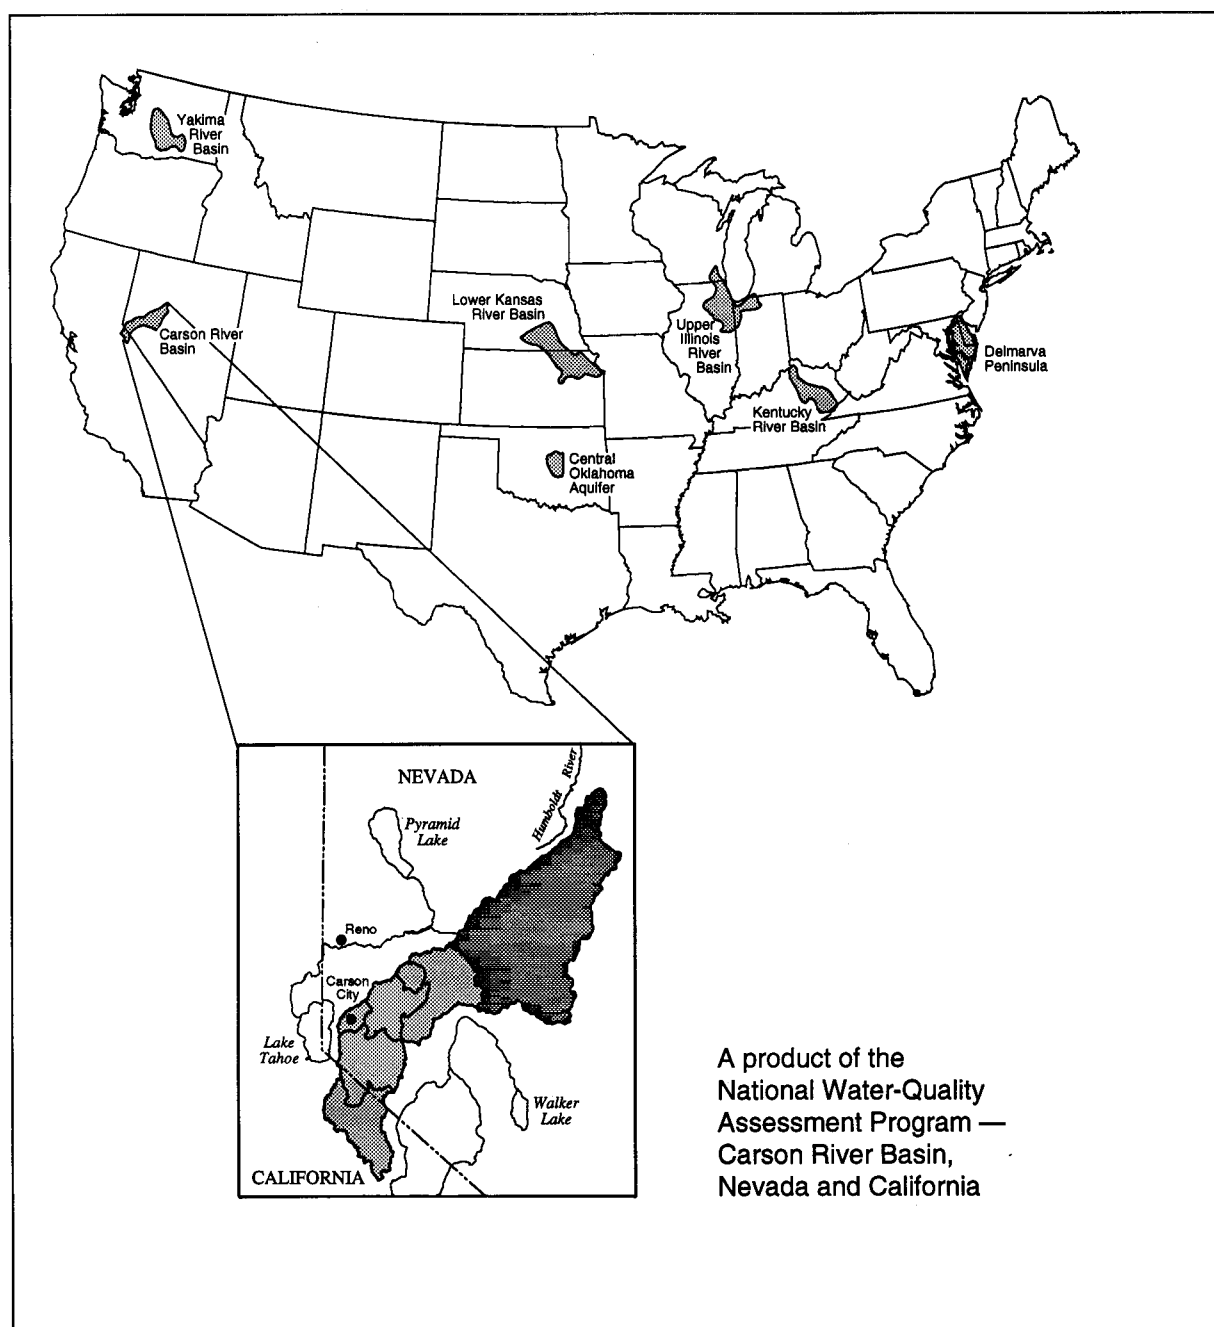 Yakima
River
Basin
Lower Kansas
River Basin
Carson River
Basin
Upper
Illinois
River
Basin
Delmarva
Peninsula
Kentucky
River Basin
Central
Oklahoma
Aquifer
NEVADA
Humboldt River
Pyramid
Lake
Reno
Carson
City
Lake
Tahoe
Walker
Lake
CALIFORNIA
A product of the
National Water-Quality
Assessment Program —
Carson River Basin,
Nevada and California